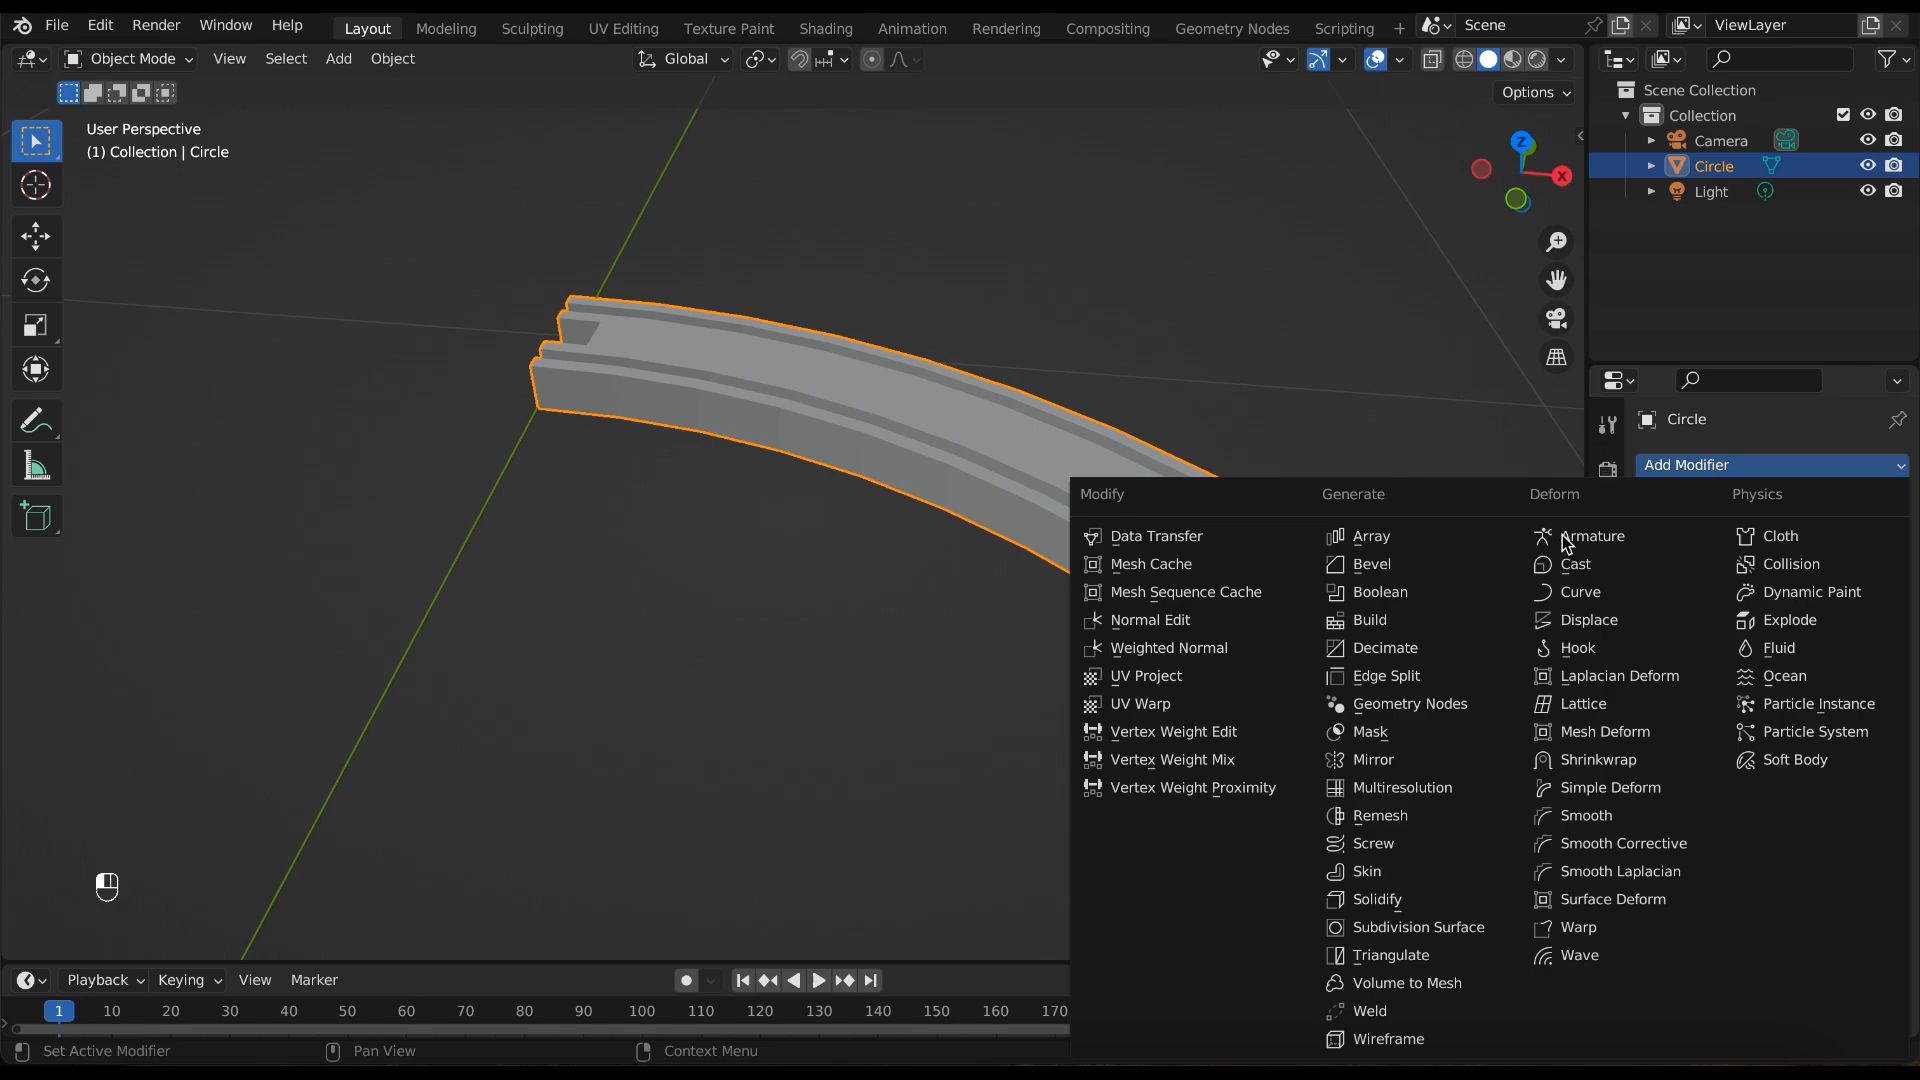 File Edit Render Window Help Layout Modeling Sculpting UV Editing Texture Paint Shading Animation Rendering Compositing Geometry Nodes Scripting + Scene ViewLayer
Object Mode View Select Add Object Global
Options
User Perspective
(1) Collection | Circle
Z
X
Scene Collection
Collection
Camera
Circle
Light
Circle
Add Modifier
Modify Generate Deform Physics
Data Transfer Array Armature Cloth
Mesh Cache Bevel Cast Collision
Mesh Sequence Cache Boolean Curve Dynamic Paint
Normal Edit Build Displace Explode
Weighted Normal Decimate Hook Fluid
UV Project Edge Split Laplacian Deform Ocean
UV Warp Geometry Nodes Lattice Particle Instance
Vertex Weight Edit Mask Mesh Deform Particle System
Vertex Weight Mix Mirror Shrinkwrap Soft Body
Vertex Weight Proximity Multiresolution Simple Deform
Remesh Smooth
Screw Smooth Corrective
Skin Smooth Laplacian
Solidify Surface Deform
Subdivision Surface Warp
Triangulate Wave
Volume to Mesh
Weld
Wireframe
Playback Keying View Marker
1 10 20 30 40 50 60 70 80 90 100 110 120 130 140 150 160 170
Set Active Modifier Pan View Context Menu